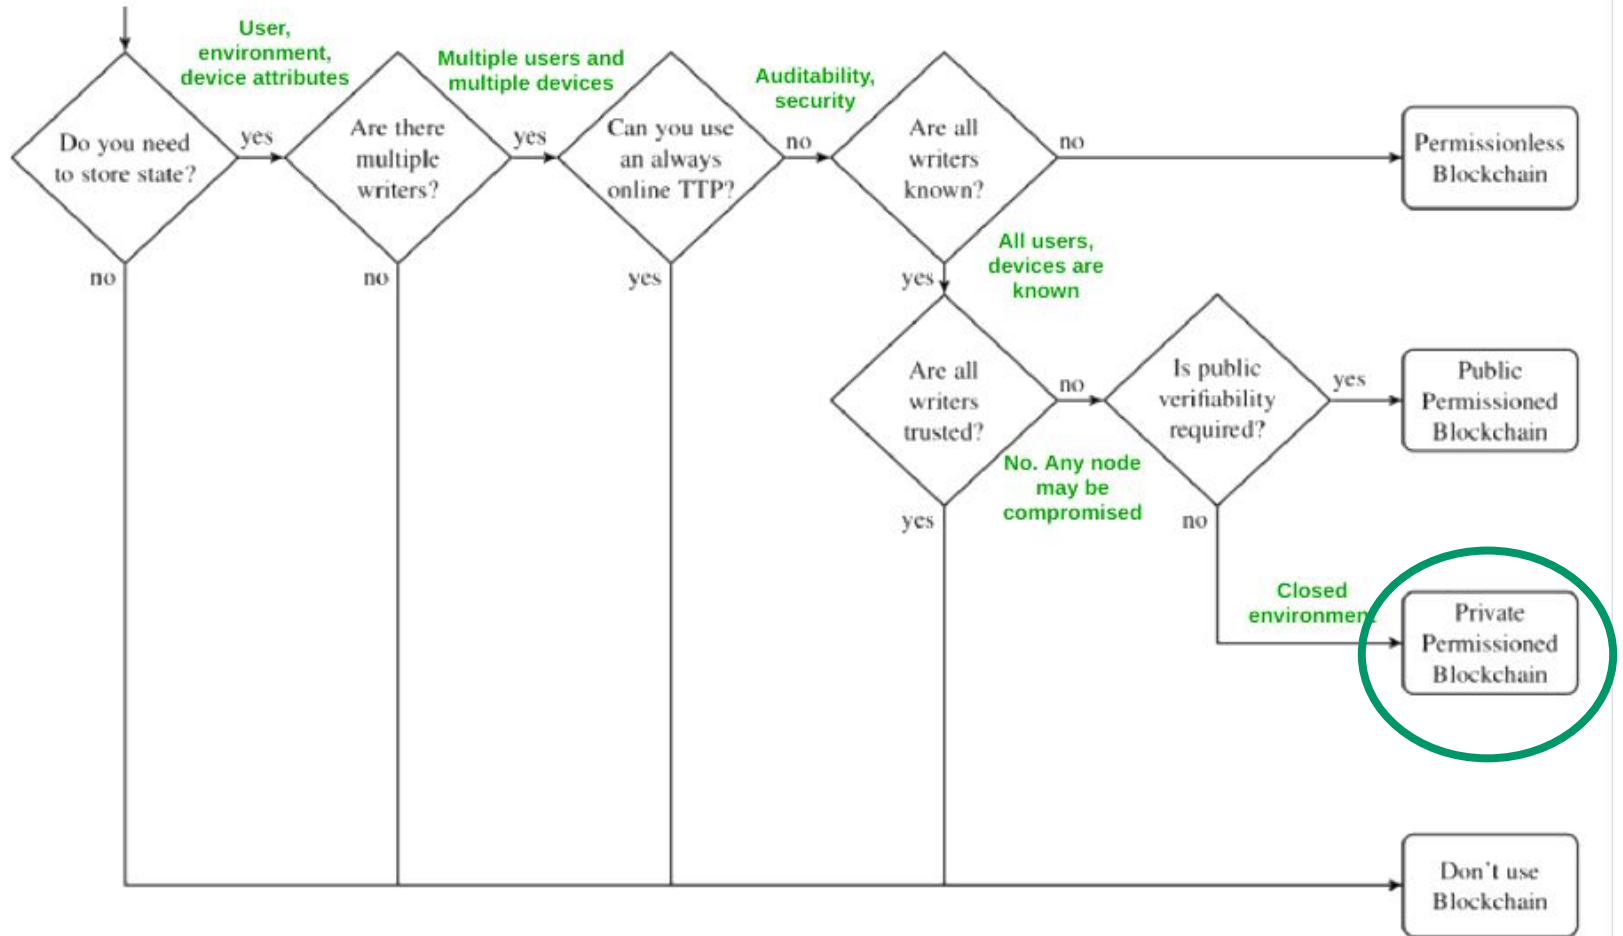 User,
environment,
device attributes
Multiple users and
multiple devices
Auditability,
security
Do you need
to store state?
yes
Are there
multiple
writers?
yes
Can you use
an always
online TTP?
no
Are all
writers
known?
no
Permissionless
Blockchain
no
no
yes
yes
All users,
devices are
known
Are all
writers
trusted?
no
Is public
verifiability
required?
yes
Public
Permissioned
Blockchain
No. Any node
may be
compromised
yes
no
Closed
environment
Private
Permissioned
Blockchain
Don't use
Blockchain